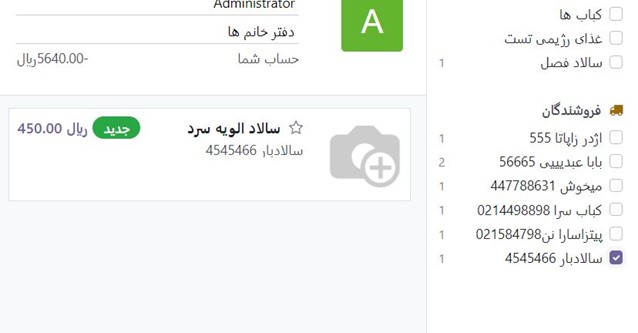 کباب ها
غذای رژیمی تست
سالاد فصل 1
فروشندگان
اژدر زاپاتا 555 1
بابا عبدیییی 56665 2
میخوش 447788631 1
کباب سرا 0214498898 1
پیتزاسارا نن021584798 1
سالادبار 4545466 1
Administrator
دفتر خانم ها
حساب شما -5640.00ریال
A
سالاد الویه سرد جدید ریال 450.00
سالادبار 4545466